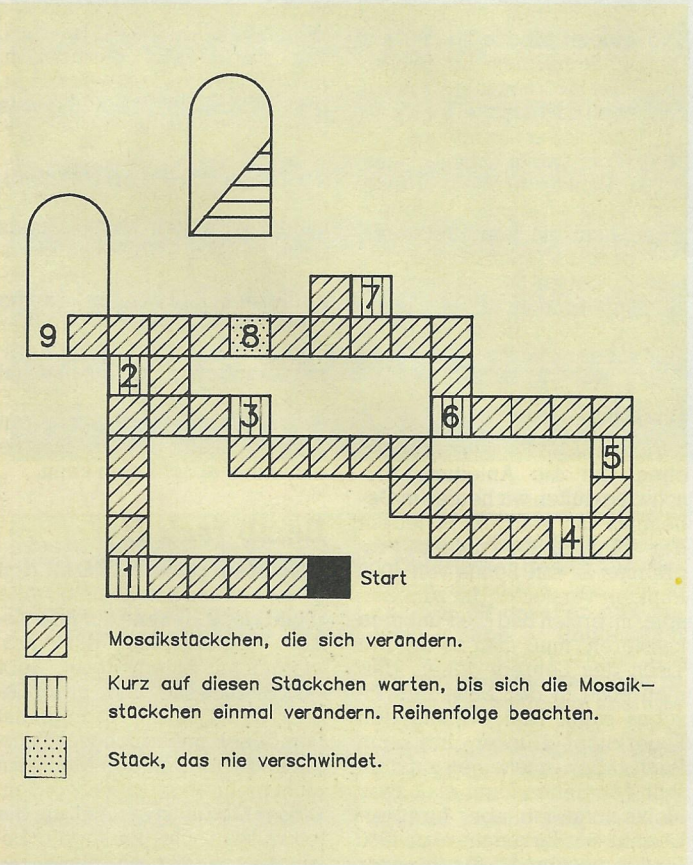 7
9
8
2
3
6
5
4
1
Start
Mosaikstückchen, die sich verändern.
Kurz auf diesen Stückchen warten, bis sich die Mosaik—
stückchen einmal verändern. Reihenfolge beachten.
Stück, das nie verschwindet.